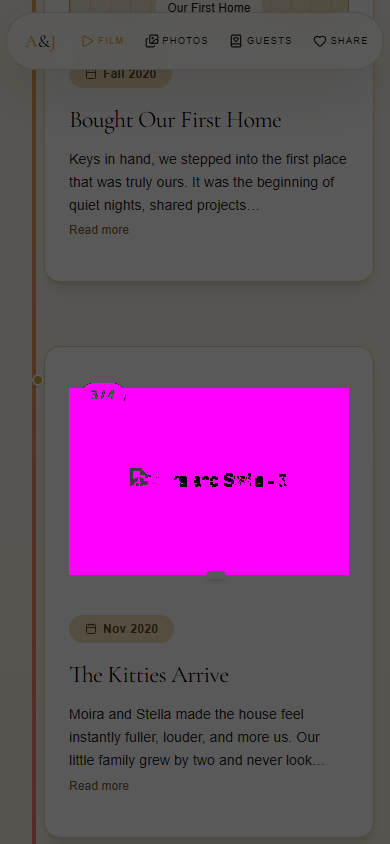 Our First Home
A&J FILM PHOTOS GUESTS SHARE
Fall 2020
Bought Our First Home
Keys in hand, we stepped into the first place
that was truly ours. It was the beginning of
quiet nights, shared projects…
Read more
3 / 4
Nov 2020
The Kitties Arrive
Moira and Stella made the house feel
instantly fuller, louder, and more us. Our
little family grew by two and never look…
Read more